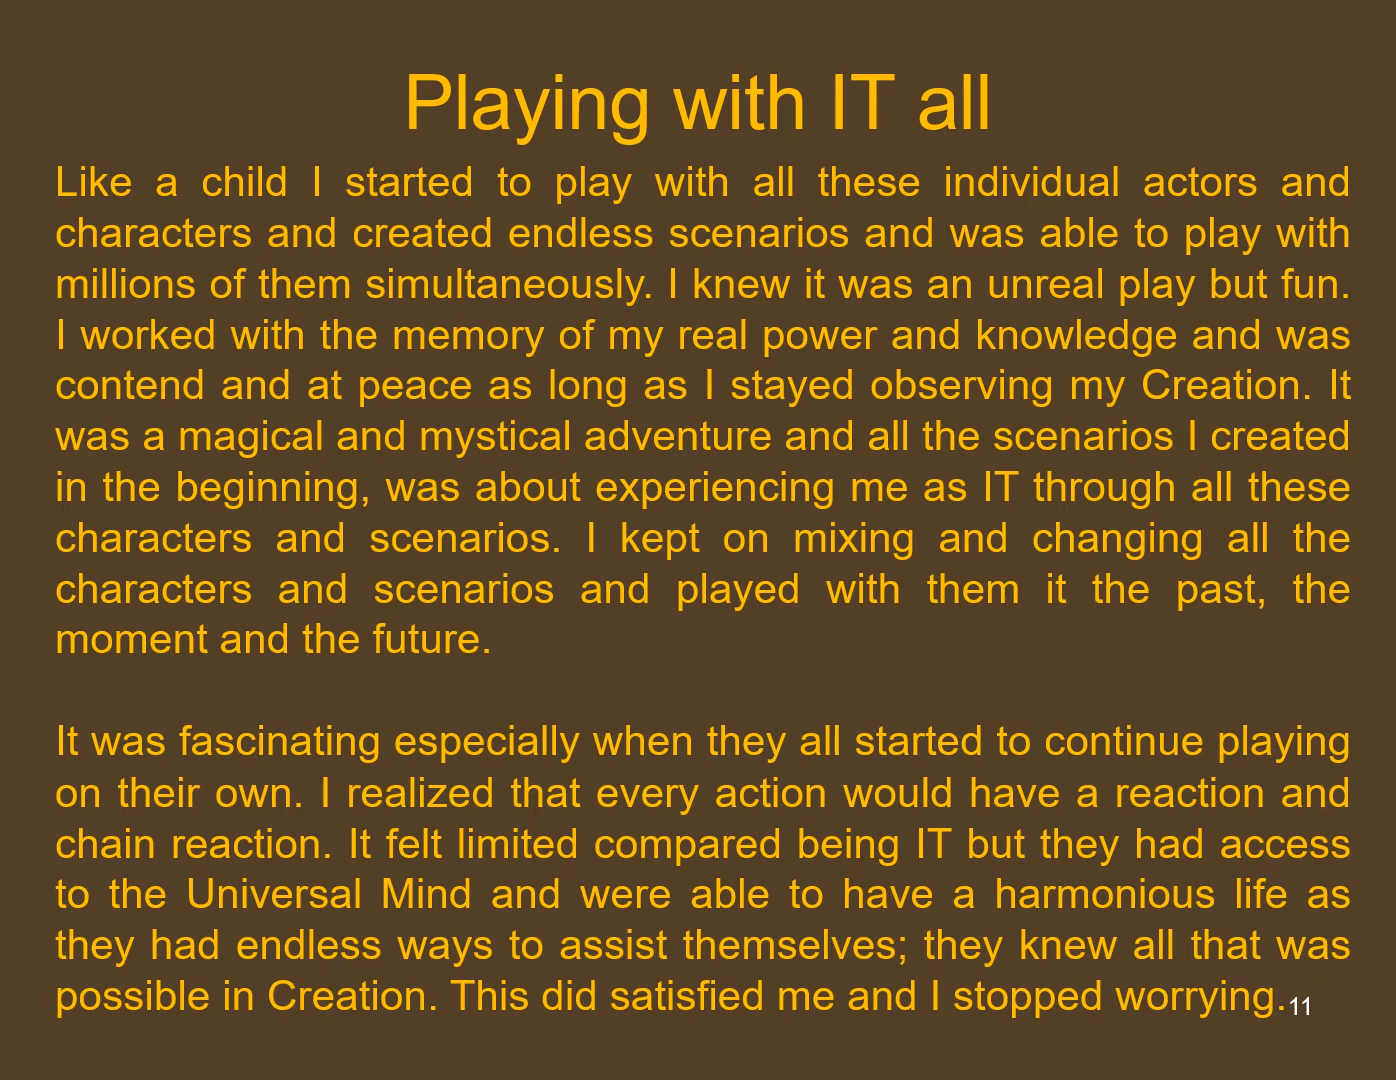 Playing with IT all
Like a child I started to play with all these individual actors and
characters and created endless scenarios and was able to play with
millions of them simultaneously. I knew it was an unreal play but fun.
I worked with the memory of my real power and knowledge and was
contend and at peace as long as I stayed observing my Creation. It
was a magical and mystical adventure and all the scenarios I created
in the beginning, was about experiencing me as IT through all these
characters and scenarios. I kept on mixing and changing all the
characters and scenarios and played with them it the past, the
moment and the future.
It was fascinating especially when they all started to continue playing
on their own. I realized that every action would have a reaction and
chain reaction. It felt limited compared being IT but they had access
to the Universal Mind and were able to have a harmonious life as
they had endless ways to assist themselves; they knew all that was
possible in Creation. This did satisfied me and I stopped worrying.
11